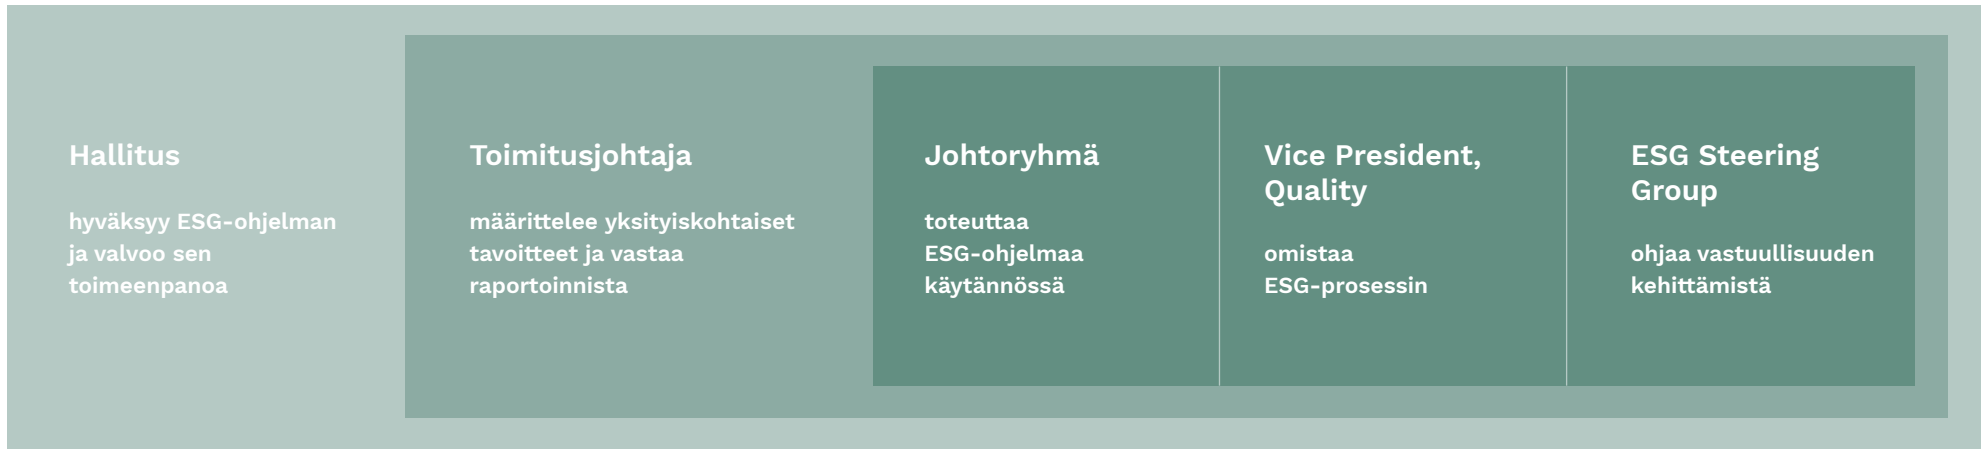 Hallitus
hyväksyy ESG-ohjelman
ja valvoo sen
toimeenpanoa
Toimitusjohtaja
määrittelee yksityiskohtaiset
tavoitteet ja vastaa
raportoinnista
Johtoryhmä
toteuttaa
ESG-ohjelmaa
käytännössä
Vice President,
Quality
omistaa
ESG-prosessin
ESG Steering
Group
ohjaa vastuullisuuden
kehittämistä